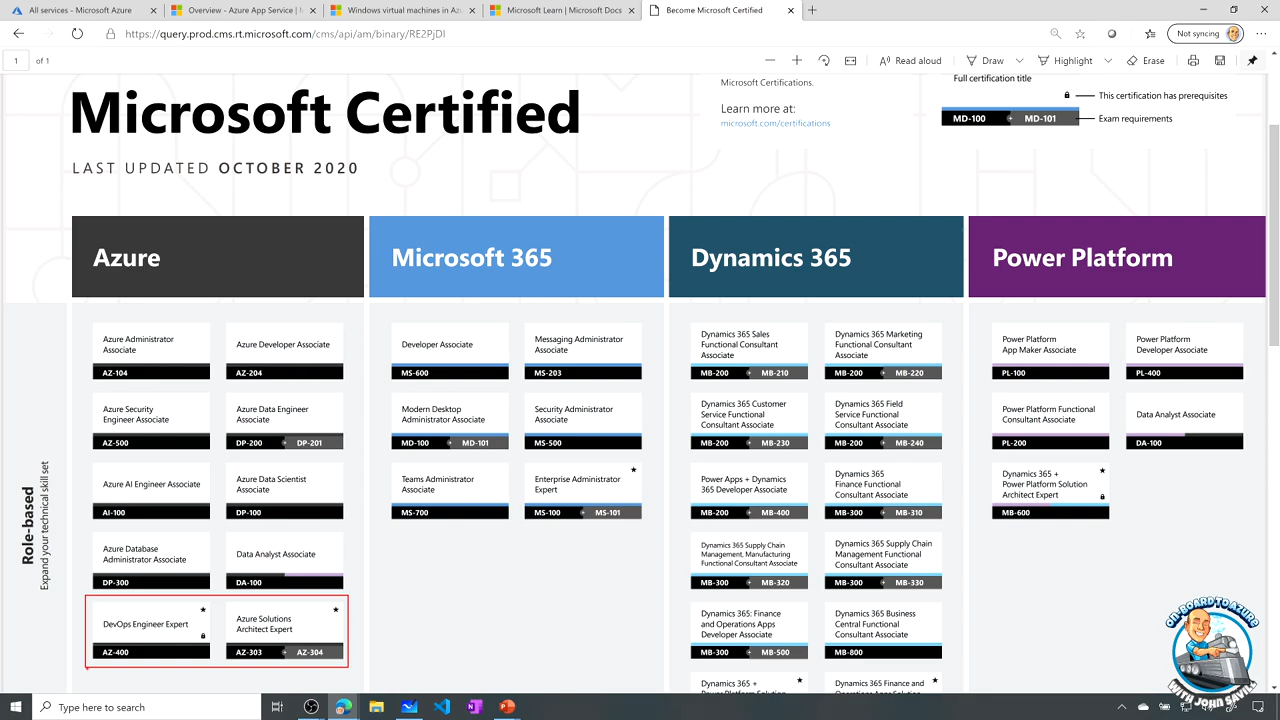 All services - Microsoft Azure
Overview - Azure App Service | M
Windows virtual machines in Az
Microsoft Learn | Microsoft Docs
Become Microsoft Certified
https://query.prod.cms.rt.microsoft.com/cms/api/am/binary/RE2PjDI
Not syncing
1 of 1
Read aloud
Draw
Highlight
Erase
Microsoft Certifications.
Learn more at:
microsoft.com/certifications
Full certification title
This certification has prerequisites
MD-100 + MD-101
Exam requirements
Microsoft Certified
LAST UPDATED OCTOBER 2020
Azure
Microsoft 365
Dynamics 365
Power Platform
Role-based
Expand your technical skill set
Azure Administrator
Associate
AZ-104
Azure Developer Associate
AZ-204
Azure Security
Engineer Associate
AZ-500
Azure Data Engineer
Associate
DP-200 + DP-201
Azure AI Engineer Associate
AI-100
Azure Data Scientist
Associate
DP-100
Azure Database
Administrator Associate
DP-300
Data Analyst Associate
DA-100
DevOps Engineer Expert
AZ-400
Azure Solutions
Architect Expert
AZ-303 + AZ-304
Developer Associate
MS-600
Messaging Administrator
Associate
MS-203
Modern Desktop
Administrator Associate
MD-100 + MD-101
Security Administrator
Associate
MS-500
Teams Administrator
Associate
MS-700
Enterprise Administrator
Expert
MS-100 + MS-101
Dynamics 365 Sales
Functional Consultant
Associate
MB-200 + MB-210
Dynamics 365 Marketing
Functional Consultant
Associate
MB-200 + MB-220
Dynamics 365 Customer
Service Functional
Consultant Associate
MB-200 + MB-230
Dynamics 365 Field
Service Functional
Consultant Associate
MB-200 + MB-240
Power Apps + Dynamics
365 Developer Associate
MB-200 + MB-400
Dynamics 365
Finance Functional
Consultant Associate
MB-300 + MB-310
Dynamics 365 Supply Chain
Management, Manufacturing
Functional Consultant Associate
MB-300 + MB-320
Dynamics 365 Supply Chain
Management Functional
Consultant Associate
MB-300 + MB-330
Dynamics 365: Finance
and Operations Apps
Developer Associate
MB-300 + MB-500
Dynamics 365 Business
Central Functional
Consultant Associate
MB-800
Dynamics 365 +
Power Platform Solution
Dynamics 365 Finance and
Operations Apps Solution
Power Platform
App Maker Associate
PL-100
Power Platform
Developer Associate
PL-400
Power Platform Functional
Consultant Associate
PL-200
Data Analyst Associate
DA-100
Dynamics 365 +
Power Platform Solution
Architect Expert
MB-600
ON-BOARD TO AZURE
WITH JOHN SAVILL
Type here to search